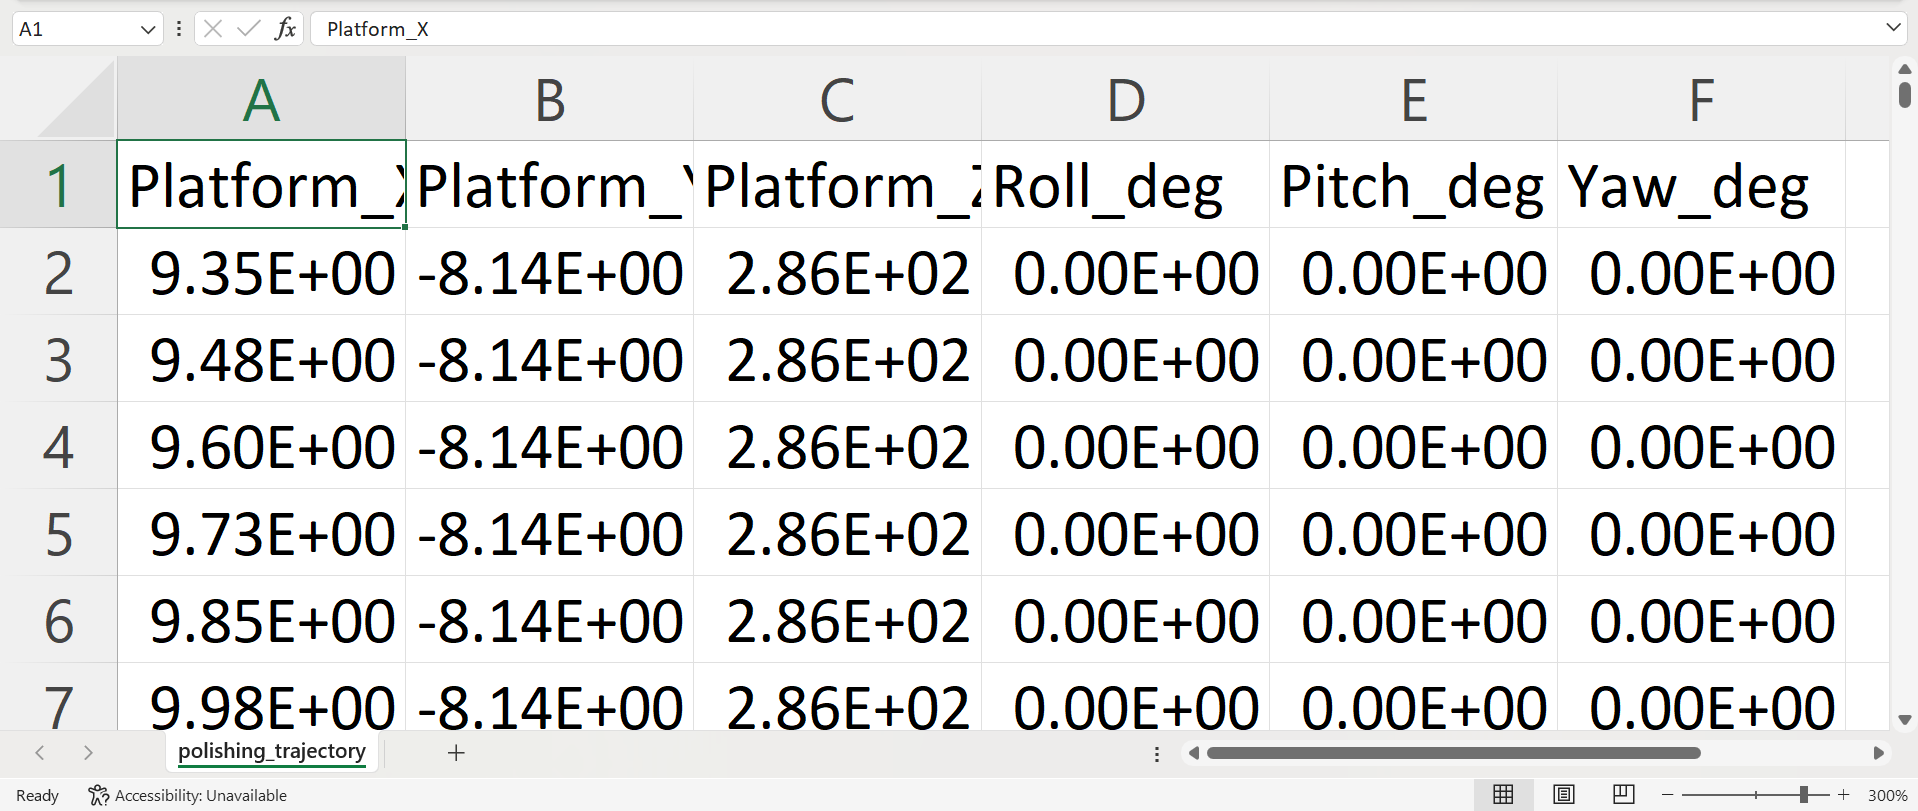 A1 fx Platform_X
A B C D E F
1 Platform_X Platform_Y Platform_Z Roll_deg Pitch_deg Yaw_deg
2 9.35E+00 -8.14E+00 2.86E+02 0.00E+00 0.00E+00 0.00E+00
3 9.48E+00 -8.14E+00 2.86E+02 0.00E+00 0.00E+00 0.00E+00
4 9.60E+00 -8.14E+00 2.86E+02 0.00E+00 0.00E+00 0.00E+00
5 9.73E+00 -8.14E+00 2.86E+02 0.00E+00 0.00E+00 0.00E+00
6 9.85E+00 -8.14E+00 2.86E+02 0.00E+00 0.00E+00 0.00E+00
7 9.98E+00 -8.14E+00 2.86E+02 0.00E+00 0.00E+00 0.00E+00
polishing_trajectory +
Ready Accessibility: Unavailable 300%